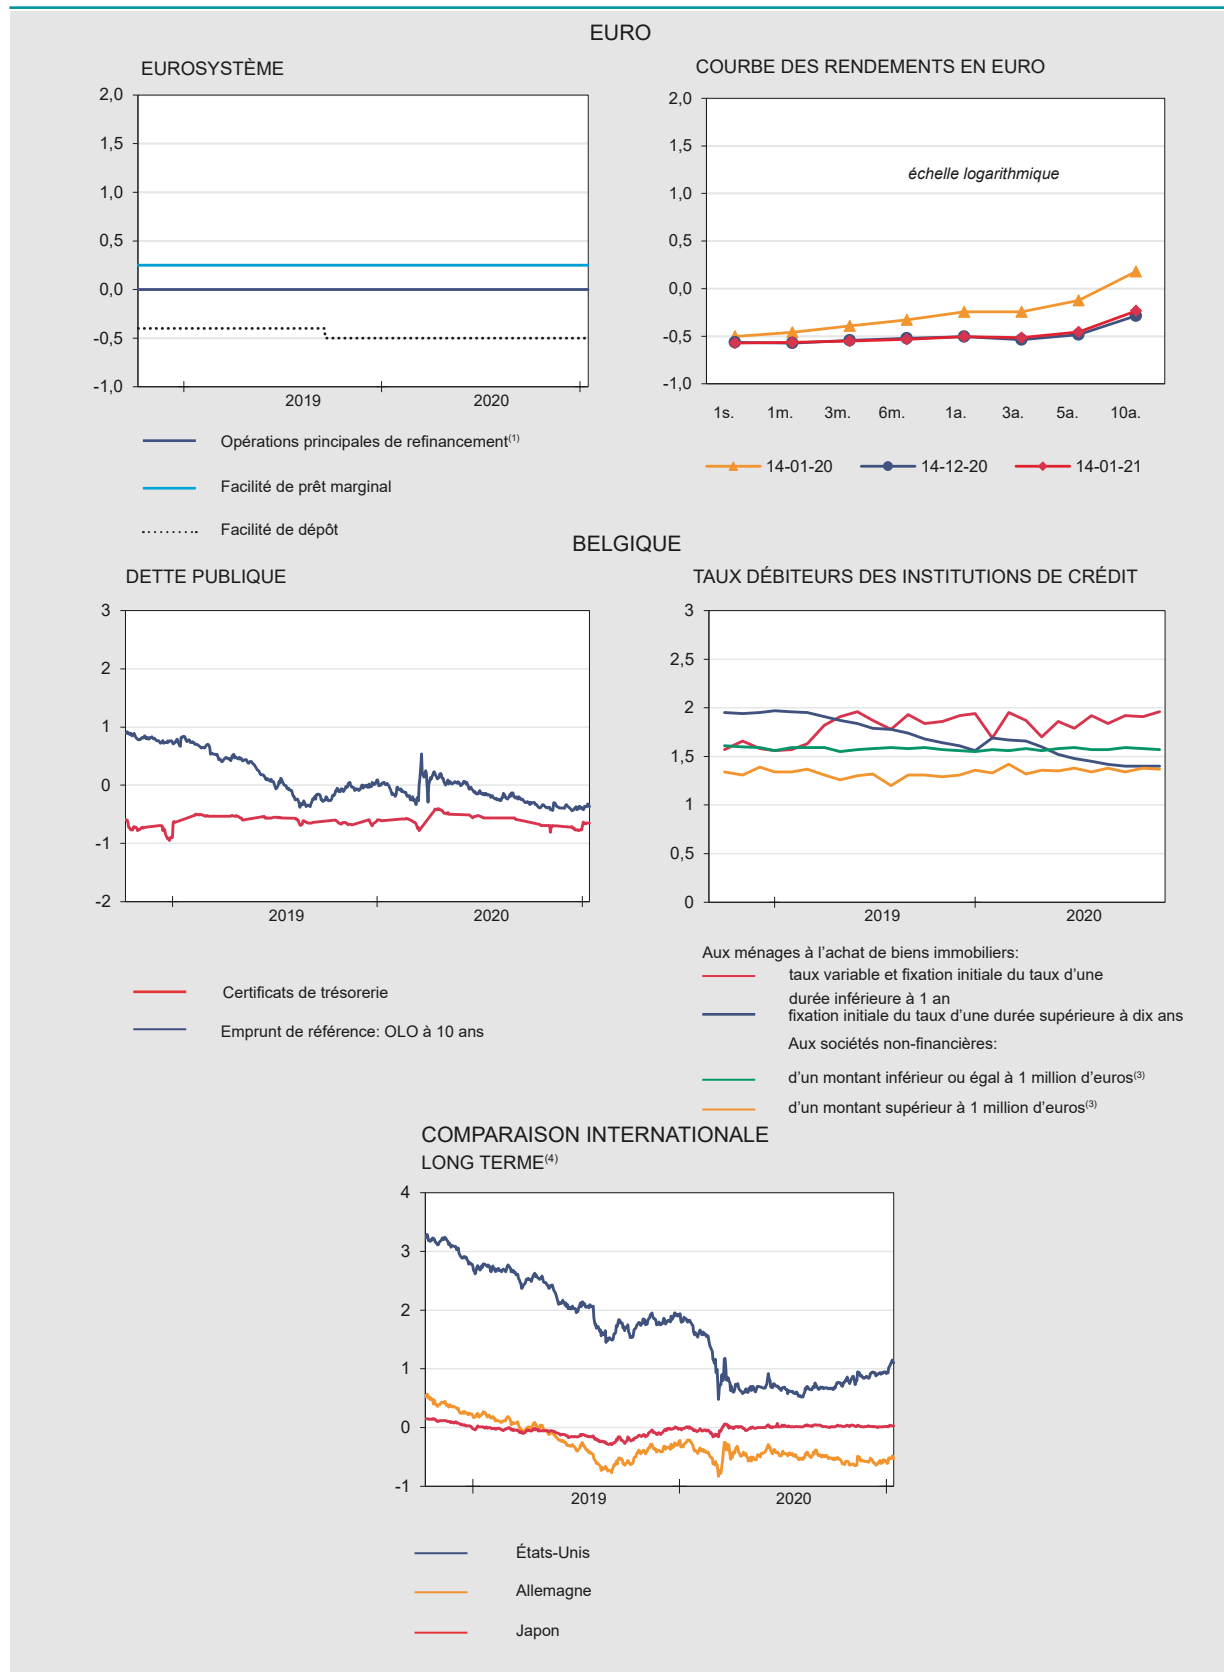 EURO
EUROSYSTÈME
2,0
1,5
1,0
0,5
0,0
-0,5
-1,0
2019
2020
Opérations principales de refinancement(1)
Facilité de prêt marginal
Facilité de dépôt
COURBE DES RENDEMENTS EN EURO
2,0
1,5
1,0
0,5
0,0
-0,5
-1,0
échelle logarithmique
1s. 1m. 3m. 6m. 1a. 3a. 5a. 10a.
14-01-20 14-12-20 14-01-21
BELGIQUE
DETTE PUBLIQUE
3
2
1
0
-1
-2
2019
2020
Certificats de trésorerie
Emprunt de référence: OLO à 10 ans
TAUX DÉBITEURS DES INSTITUTIONS DE CRÉDIT
3
2,5
2
1,5
1
0,5
0
2019
2020
Aux ménages à l’achat de biens immobiliers:
taux variable et fixation initiale du taux d’une
durée inférieure à 1 an
fixation initiale du taux d’une durée supérieure à dix ans
Aux sociétés non-financières:
d’un montant inférieur ou égal à 1 million d’euros(3)
d’un montant supérieur à 1 million d’euros(3)
COMPARAISON INTERNATIONALE
LONG TERME(4)
4
3
2
1
0
-1
2019
2020
États-Unis
Allemagne
Japon